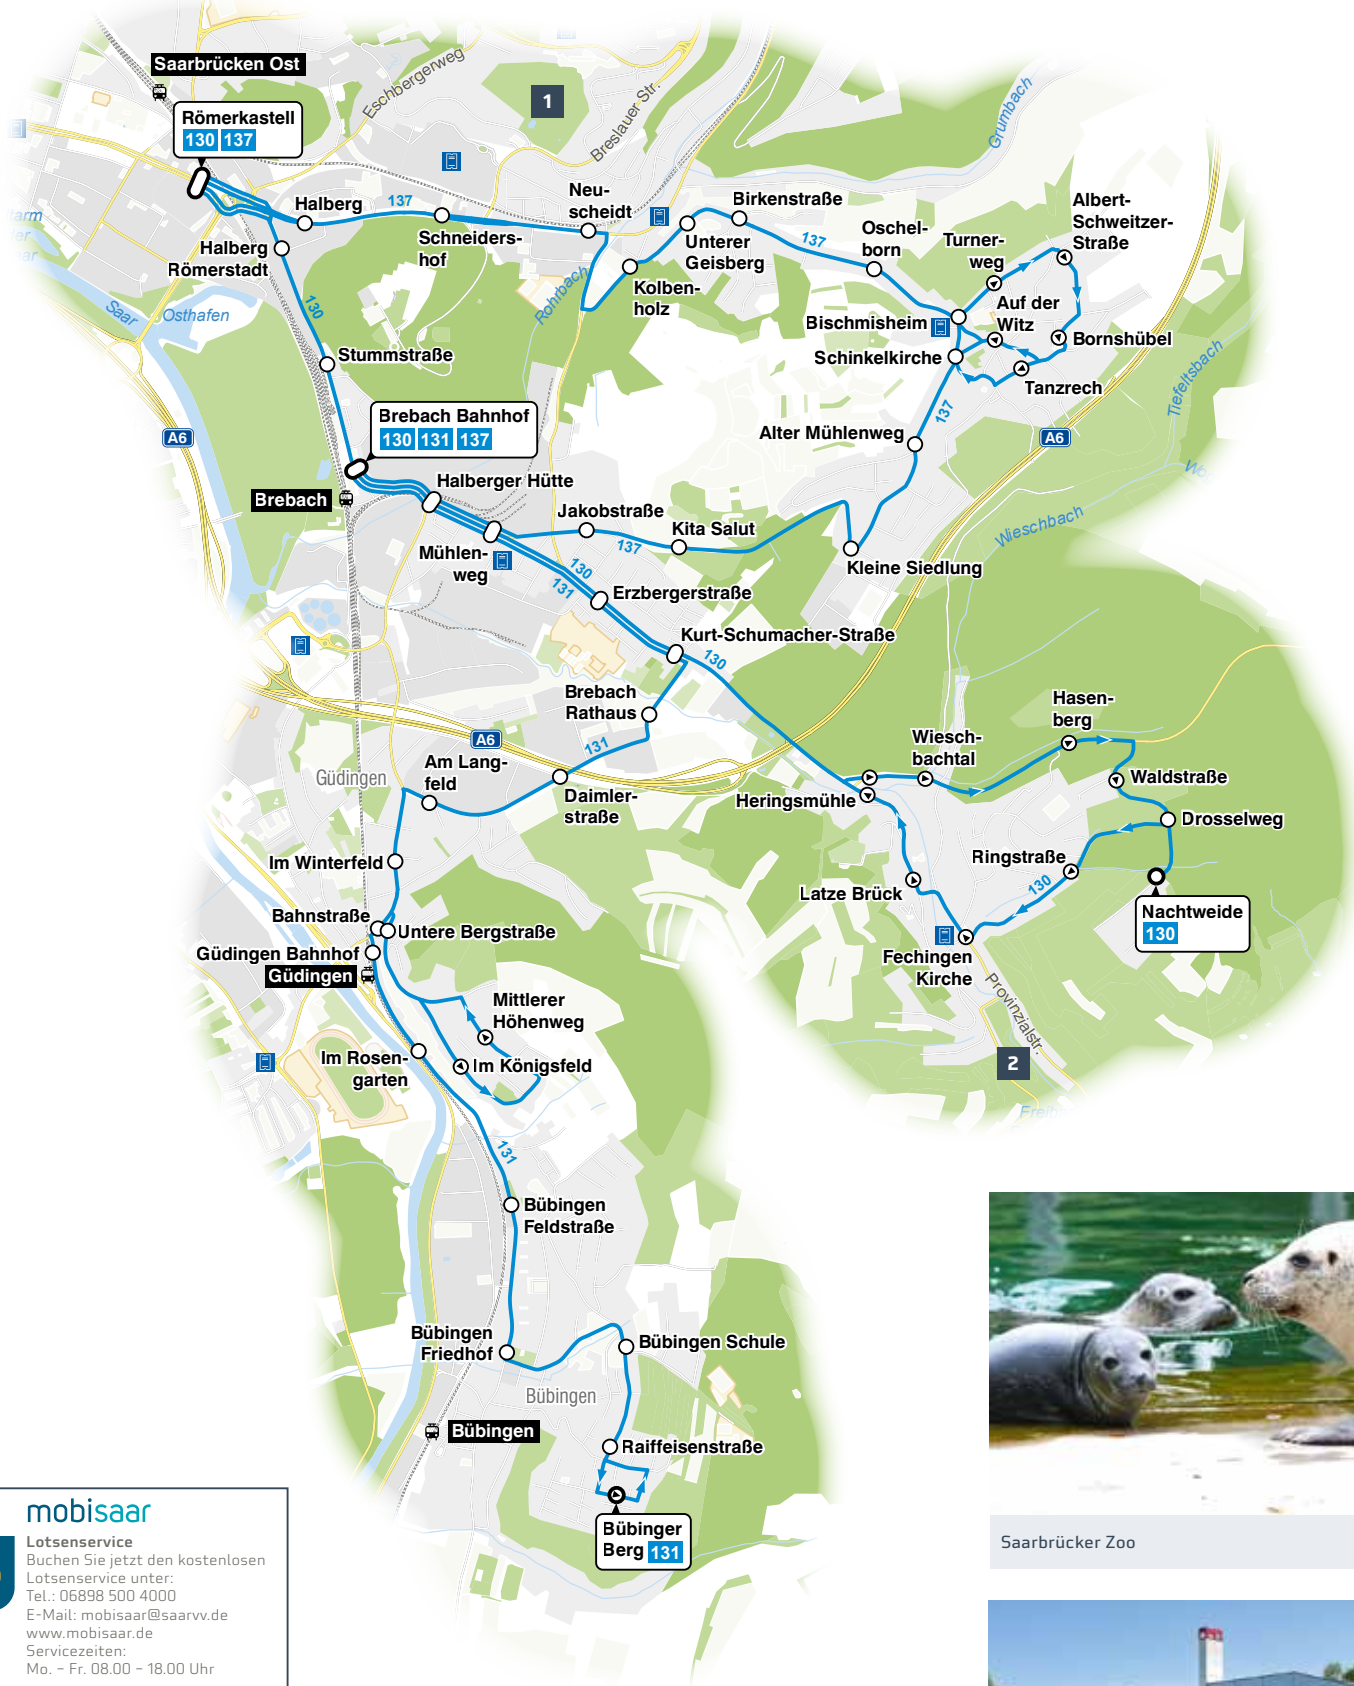 Saarbrücken Ost
Eschbergerweg
1
Breslauer Str.
Grumbach
Römerkastell
130 137
Halberg
137
Schneiders-
hof
Neu-
scheidt
Birkenstraße
Unterer
Geisberg
137
Oschel-
born
Turner-
weg
Albert-
Schweitzer-
Straße
Halberg
Römerstadt
Saar
Osthafen
130
Rohrbach
Kolben-
holz
Auf der
Witz
Bischmisheim
Schinkelkirche
Bornshübel
Tanzrech
Tiefeltsbach
Stummstraße
137
A6
Brebach Bahnhof
130 131 137
Alter Mühlenweg
A6
Brebach
Halberger Hütte
Jakobstraße
137
Kita Salut
Wieschbach
Mühlen-
weg
130
131
Erzbergerstraße
Kleine Siedlung
Kurt-Schumacher-Straße
130
Brebach
Rathaus
131
A6
Hasen-
berg
Wiesch-
bachtal
Güdingen
Am Lang-
feld
Daimler-
straße
Heringsmühle
Waldstraße
Drosselweg
Im Winterfeld
Ringstraße
130
Latze Brück
Nachtweide
130
Bahnstraße
Untere Bergstraße
Güdingen Bahnhof
Güdingen
Fechingen
Kirche
Provinzialstr.
2
Mittlerer
Höhenweg
Im Rosen-
garten
Im Königsfeld
131
Bübingen
Feldstraße
Bübingen
Friedhof
Bübingen Schule
Bübingen
Bübingen
Raiffeisenstraße
Bübinger
Berg 131
Saarbrücker Zoo
mobisaar
Lotsenservice
Buchen Sie jetzt den kostenlosen
Lotsenservice unter:
Tel.: 06898 500 4000
E-Mail: mobisaar@saarvv.de
www.mobisaar.de
Servicezeiten:
Mo. – Fr. 08.00 – 18.00 Uhr